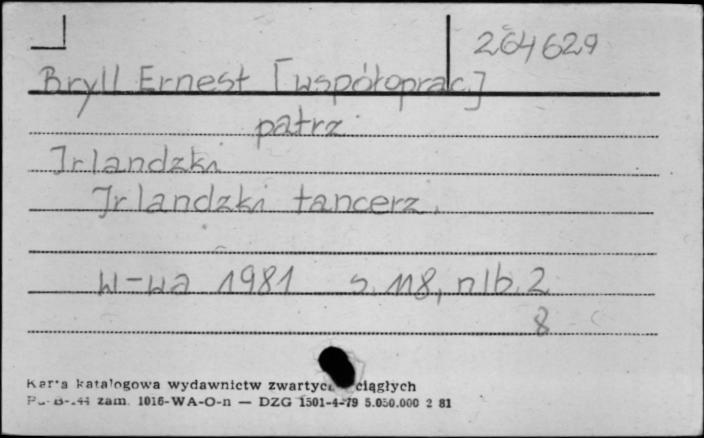 264629
Bryll Ernest [współoprac.]
patrz
Irlandzki
Irlandzki tancerz.
W-wa 1981 s. 118, nlb. 2
8
Karta katalogowa wydawnictw zwartych ciągłych
zam. 1016-WA-O-n — DZG 1501-4-79 5.050.000 2 81